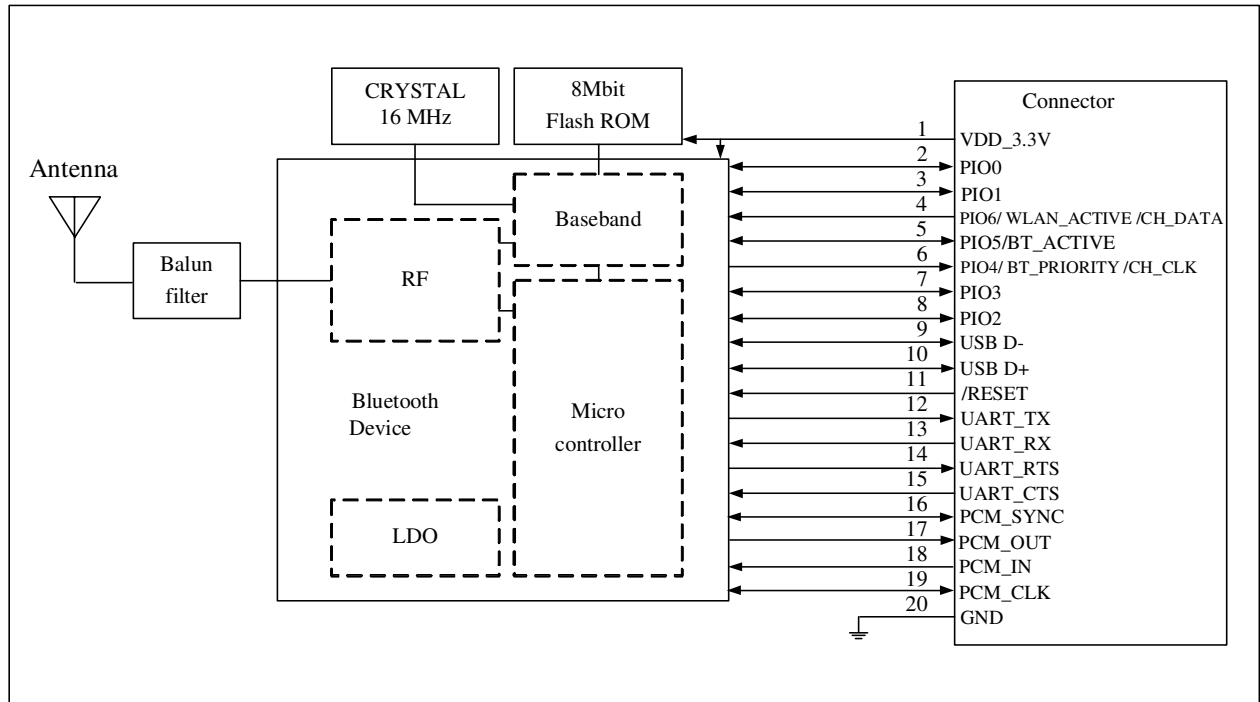 CRYSTAL
16 MHz
8Mbit
Flash ROM
Antenna
Balun
filter
RF
Baseband
Bluetooth
Device
Micro
controller
LDO
Connector
1 VDD_3.3V
2 PIO0
3 PIO1
4 PIO6/ WLAN_ACTIVE /CH_DATA
5 PIO5/BT_ACTIVE
6 PIO4/ BT_PRIORITY /CH_CLK
7 PIO3
8 PIO2
9 USB D-
10 USB D+
11 /RESET
12 UART_TX
13 UART_RX
14 UART_RTS
15 UART_CTS
16 PCM_SYNC
17 PCM_OUT
18 PCM_IN
19 PCM_CLK
20 GND